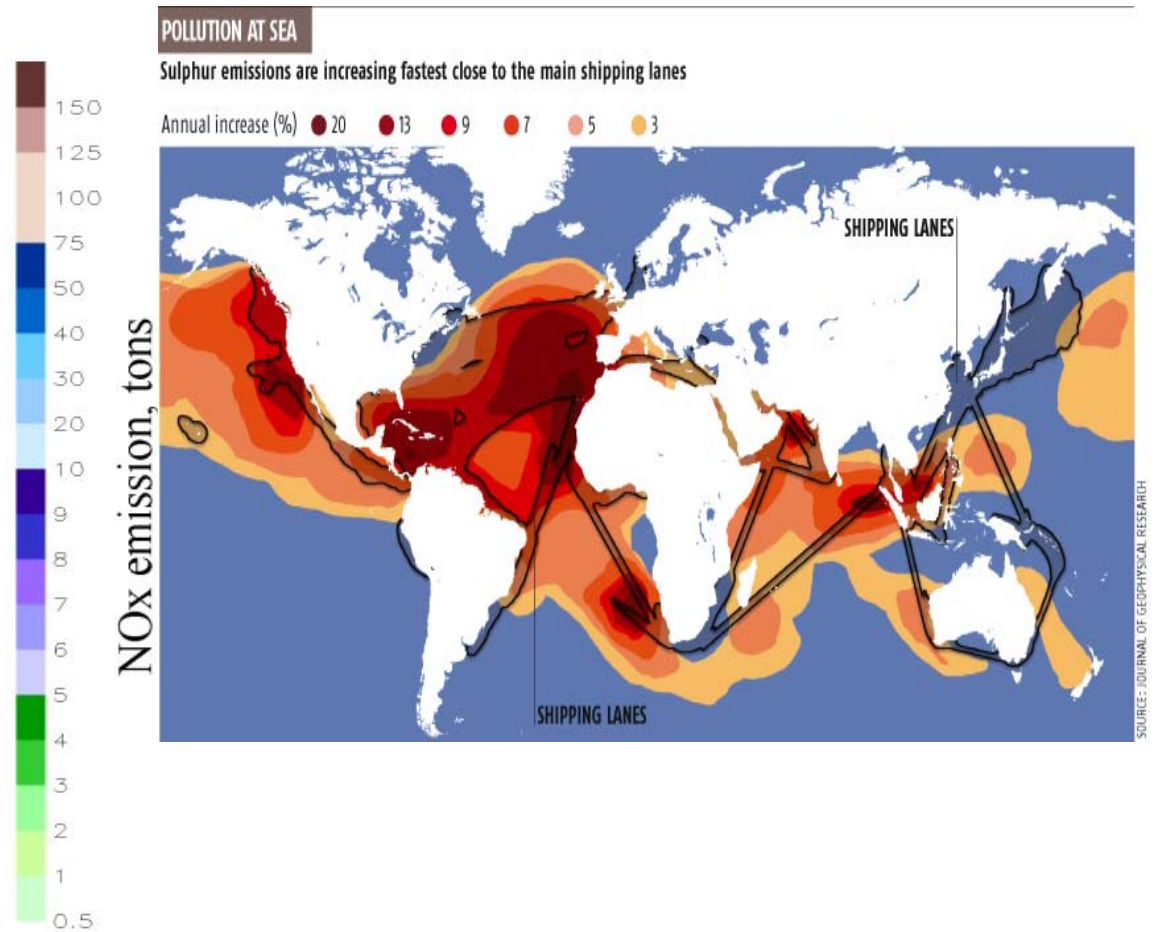 POLLUTION AT SEA
Sulphur emissions are increasing fastest close to the main shipping lanes
Annual increase (%) 20 13 9 7 5 3
150
125
100
75
50
40
30
20
10
9
8
7
6
5
4
3
2
1
0.5
NOx emission, tons
SHIPPING LANES
SHIPPING LANES
SOURCE: JOURNAL OF GEOPHYSICAL RESEARCH